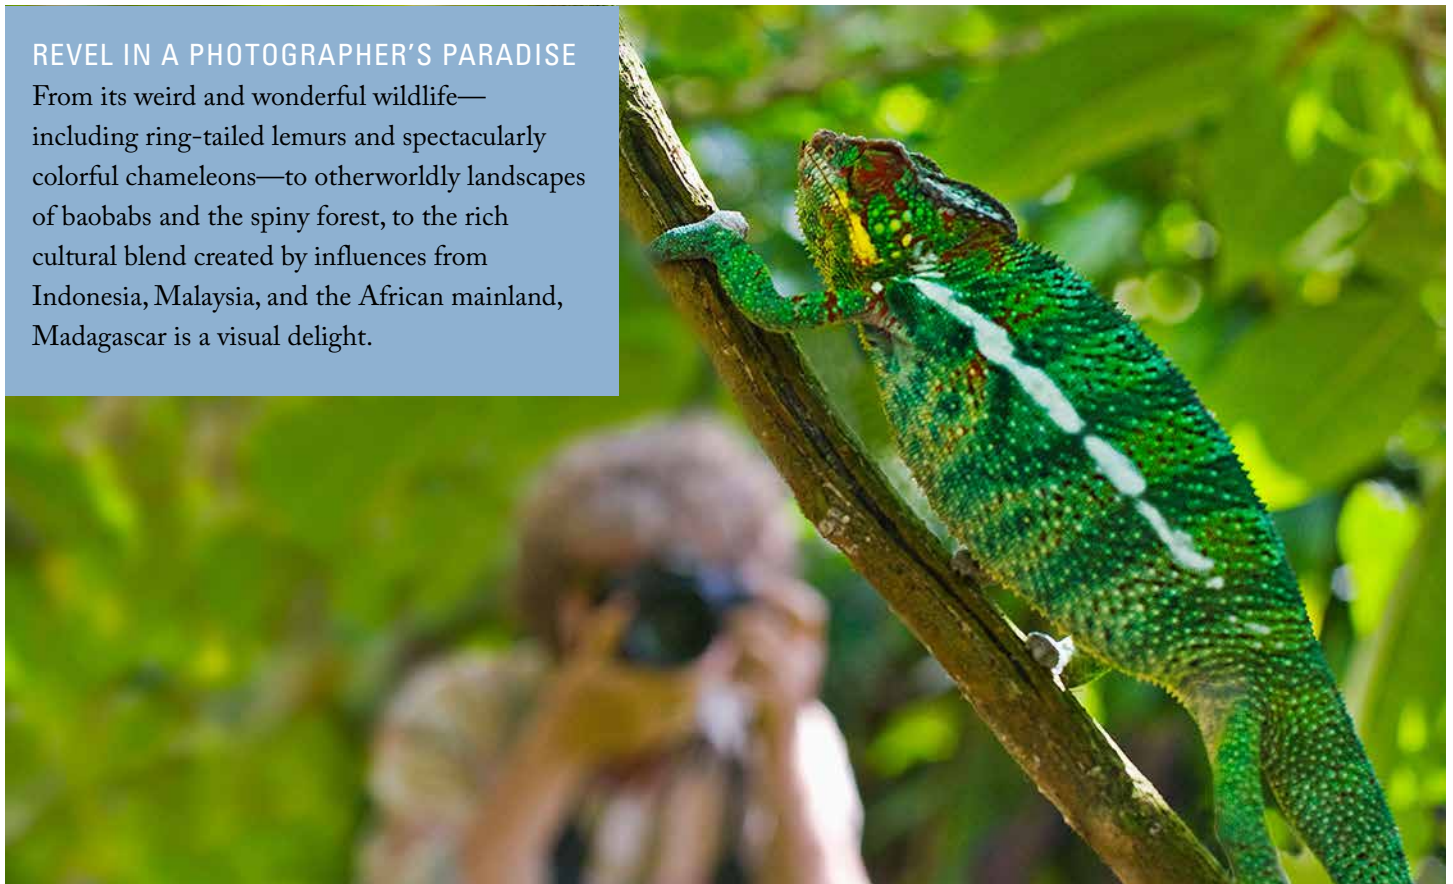 REVEL IN A PHOTOGRAPHER’S PARADISE
From its weird and wonderful wildlife—
including ring-tailed lemurs and spectacularly
colorful chameleons—to otherworldly landscapes
of baobabs and the spiny forest, to the rich
cultural blend created by influences from
Indonesia, Malaysia, and the African mainland,
Madagascar is a visual delight.